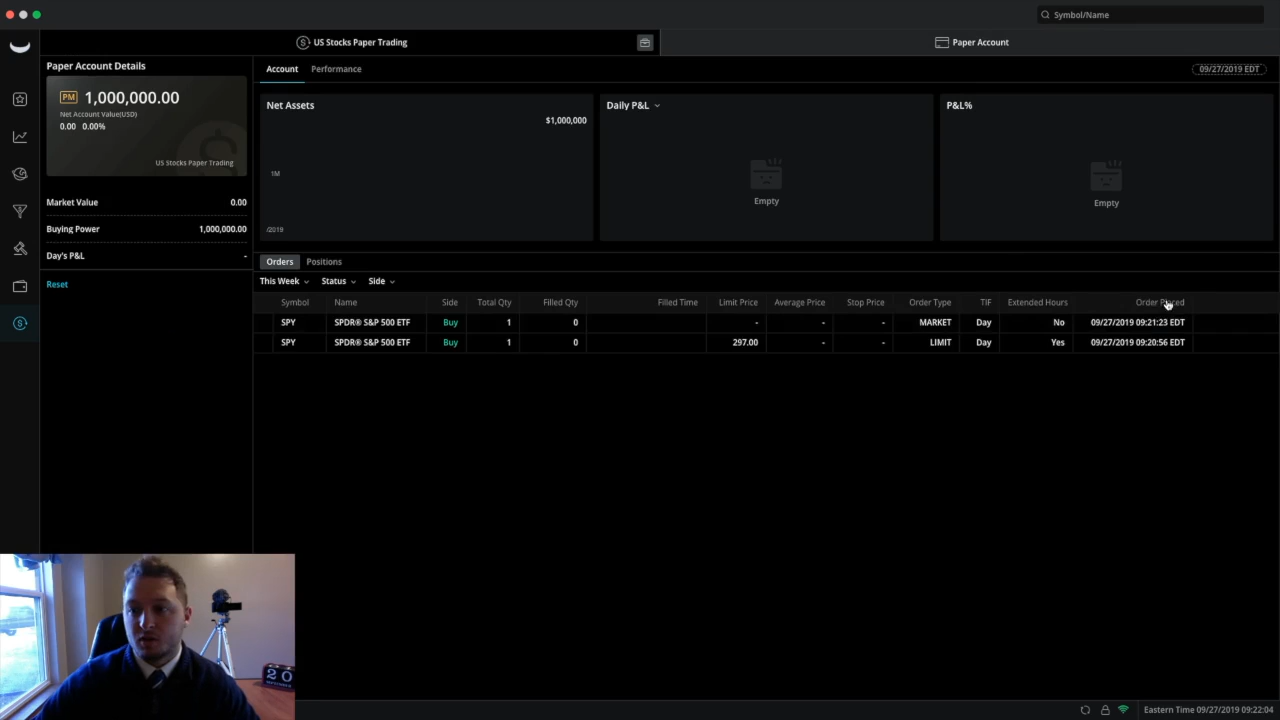 Symbol/Name
US Stocks Paper Trading
Paper Account
Paper Account Details
PM 1,000,000.00
Net Account Value(USD)
0.00 0.00%
US Stocks Paper Trading
Market Value 0.00
Buying Power 1,000,000.00
Day's P&L -
Reset
Account Performance
09/27/2019 EDT
Net Assets
$1,000,000
1M
/2019
Daily P&L
Empty
P&L%
Empty
Orders Positions
This Week Status Side
Symbol Name Side Total Qty Filled Qty Filled Time Limit Price Average Price Stop Price Order Type TIF Extended Hours Order Placed
SPY SPDR® S&P 500 ETF Buy 1 0 - - - MARKET Day No 09/27/2019 09:21:23 EDT
SPY SPDR® S&P 500 ETF Buy 1 0 297.00 - - LIMIT Day Yes 09/27/2019 09:20:56 EDT
20
Eastern Time 09/27/2019 09:22:04